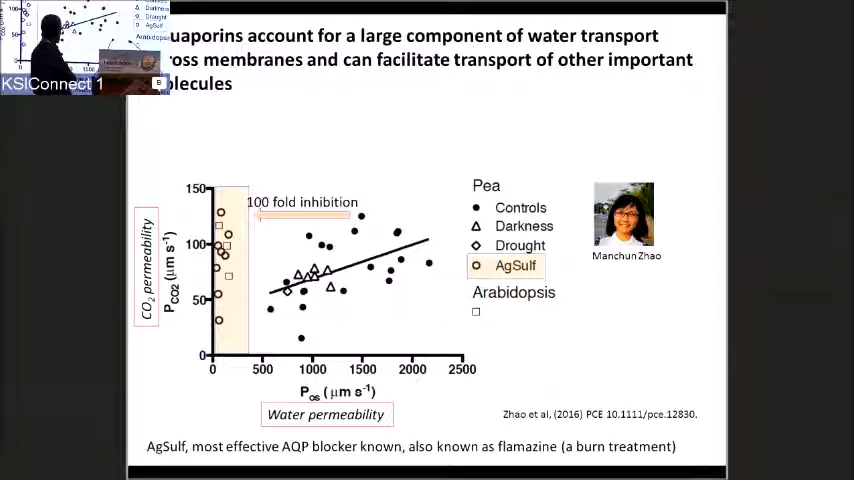 uaporins account for a large component of water transport
ross membranes and can facilitate transport of other important
lecules
KSIConnect 1
100 fold inhibition
150
100
50
0
0 500 1000 1500 2000 2500
CO2 permeability
PCO2 (μm s-1)
Pos (μm s-1)
Water permeability
Pea
Controls
Darkness
Drought
AgSulf
Arabidopsis
Manchun Zhao
Zhao et al, (2016) PCE 10.1111/pce.12830.
AgSulf, most effective AQP blocker known, also known as flamazine (a burn treatment)